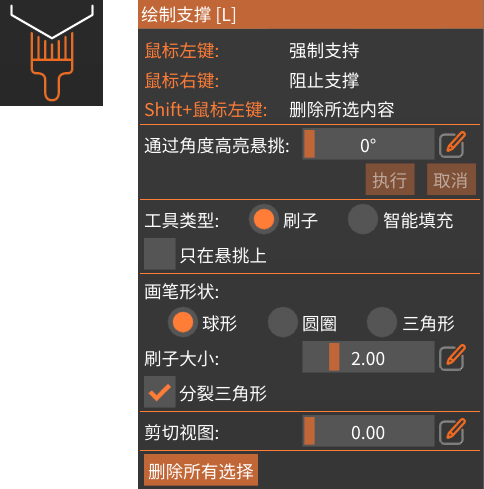 绘制支撑 [L]
鼠标左键: 强制支持
鼠标右键: 阻止支撑
Shift+鼠标左键: 删除所选内容
通过角度高亮悬挑: 0°
执行 取消
工具类型: 刷子 智能填充
只在悬挑上
画笔形状:
球形 圆圈 三角形
刷子大小: 2.00
分裂三角形
剪切视图: 0.00
删除所有选择